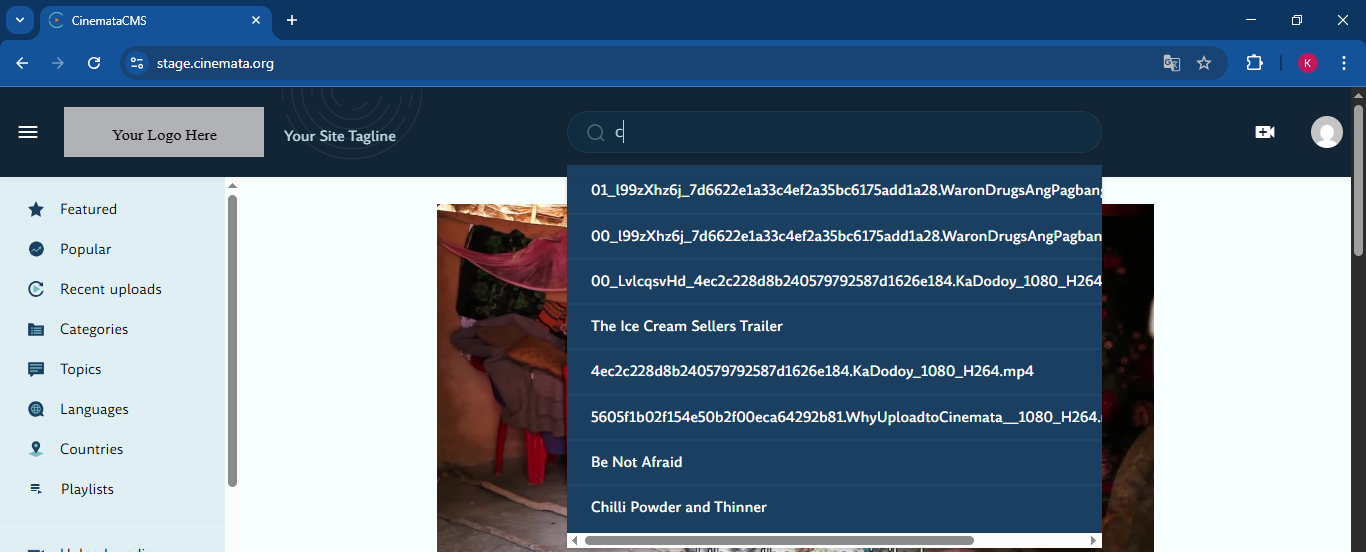 CinemataCMS
stage.cinemata.org
K
Your Logo Here
Your Site Tagline
c
Featured
Popular
Recent uploads
Categories
Topics
Languages
Countries
Playlists
01_l99zXhz6j_7d6622e1a33c4ef2a35bc6175add1a28.WaronDrugsAngPagbang
00_l99zXhz6j_7d6622e1a33c4ef2a35bc6175add1a28.WaronDrugsAngPagban
00_LvlcqsvHd_4ec2c228d8b240579792587d1626e184.KaDodoy_1080_H264
The Ice Cream Sellers Trailer
4ec2c228d8b240579792587d1626e184.KaDodoy_1080_H264.mp4
5605f1b02f154e50b2f00eca64292b81.WhyUploadtoCinemata__1080_H264.
Be Not Afraid
Chilli Powder and Thinner